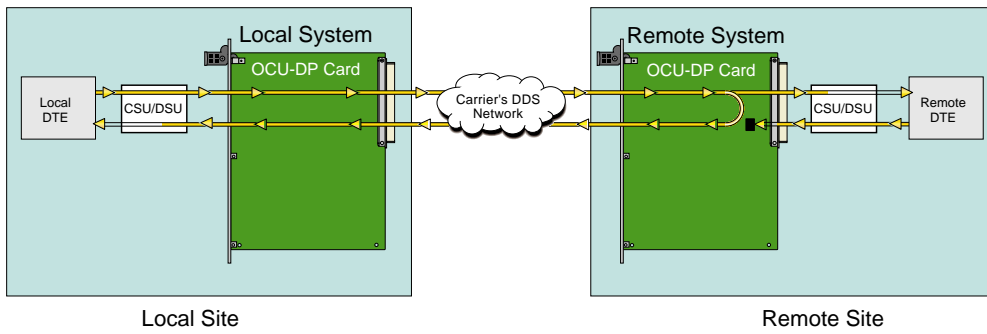 Local System
Remote System
OCU-DP Card
OCU-DP Card
Local
DTE
CSU/DSU
Carrier's DDS
Network
CSU/DSU
Remote
DTE
Local Site
Remote Site